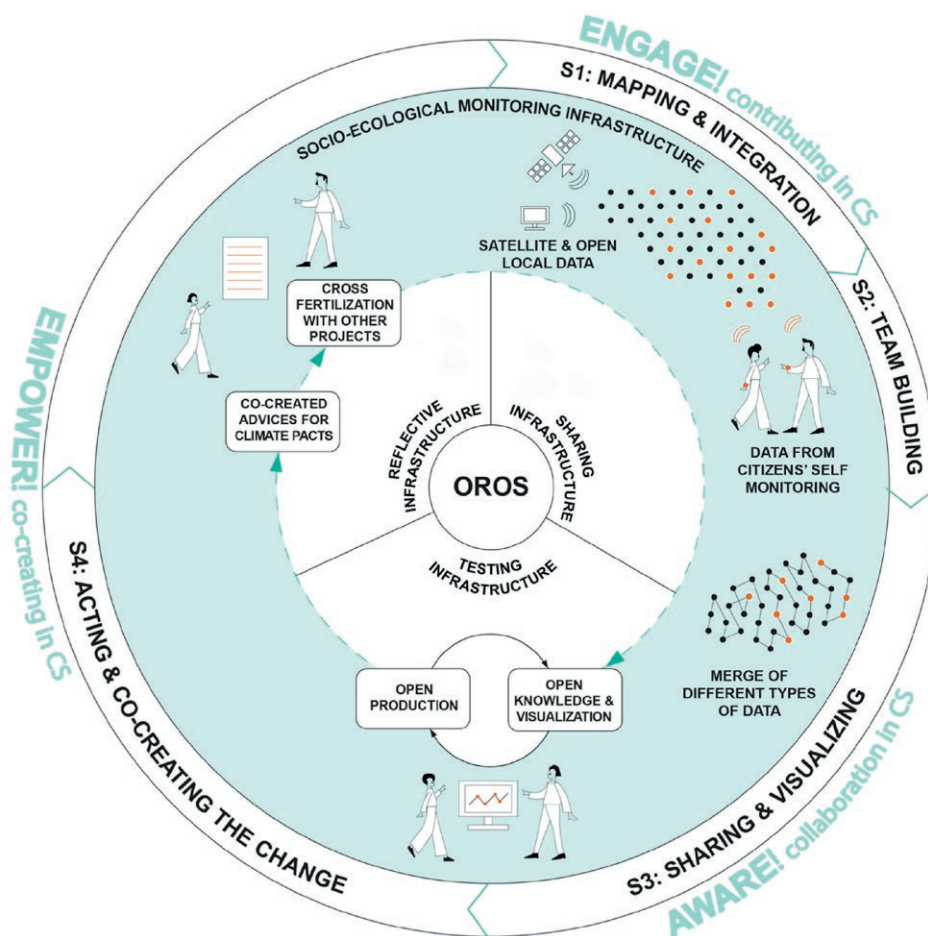 ENGAGE! contributing in CS
S1: MAPPING & INTEGRATION
S2: TEAM BUILDING
S3: SHARING & VISUALIZING
AWARE! collaboration in CS
S4: ACTING & CO-CREATING THE CHANGE
EMPOWER! co-creating in CS
SOCIO-ECOLOGICAL MONITORING INFRASTRUCTURE
SATELLITE & OPEN
LOCAL DATA
DATA FROM
CITIZENS' SELF
MONITORING
MERGE OF
DIFFERENT TYPES
OF DATA
CROSS
FERTILIZATION
WITH OTHER
PROJECTS
CO-CREATED
ADVICES FOR
CLIMATE PACTS
REFLECTIVE
INFRASTRUCTURE
SHARING
INFRASTRUCTURE
OROS
TESTING
INFRASTRUCTURE
OPEN
PRODUCTION
OPEN
KNOWLEDGE &
VISUALIZATION